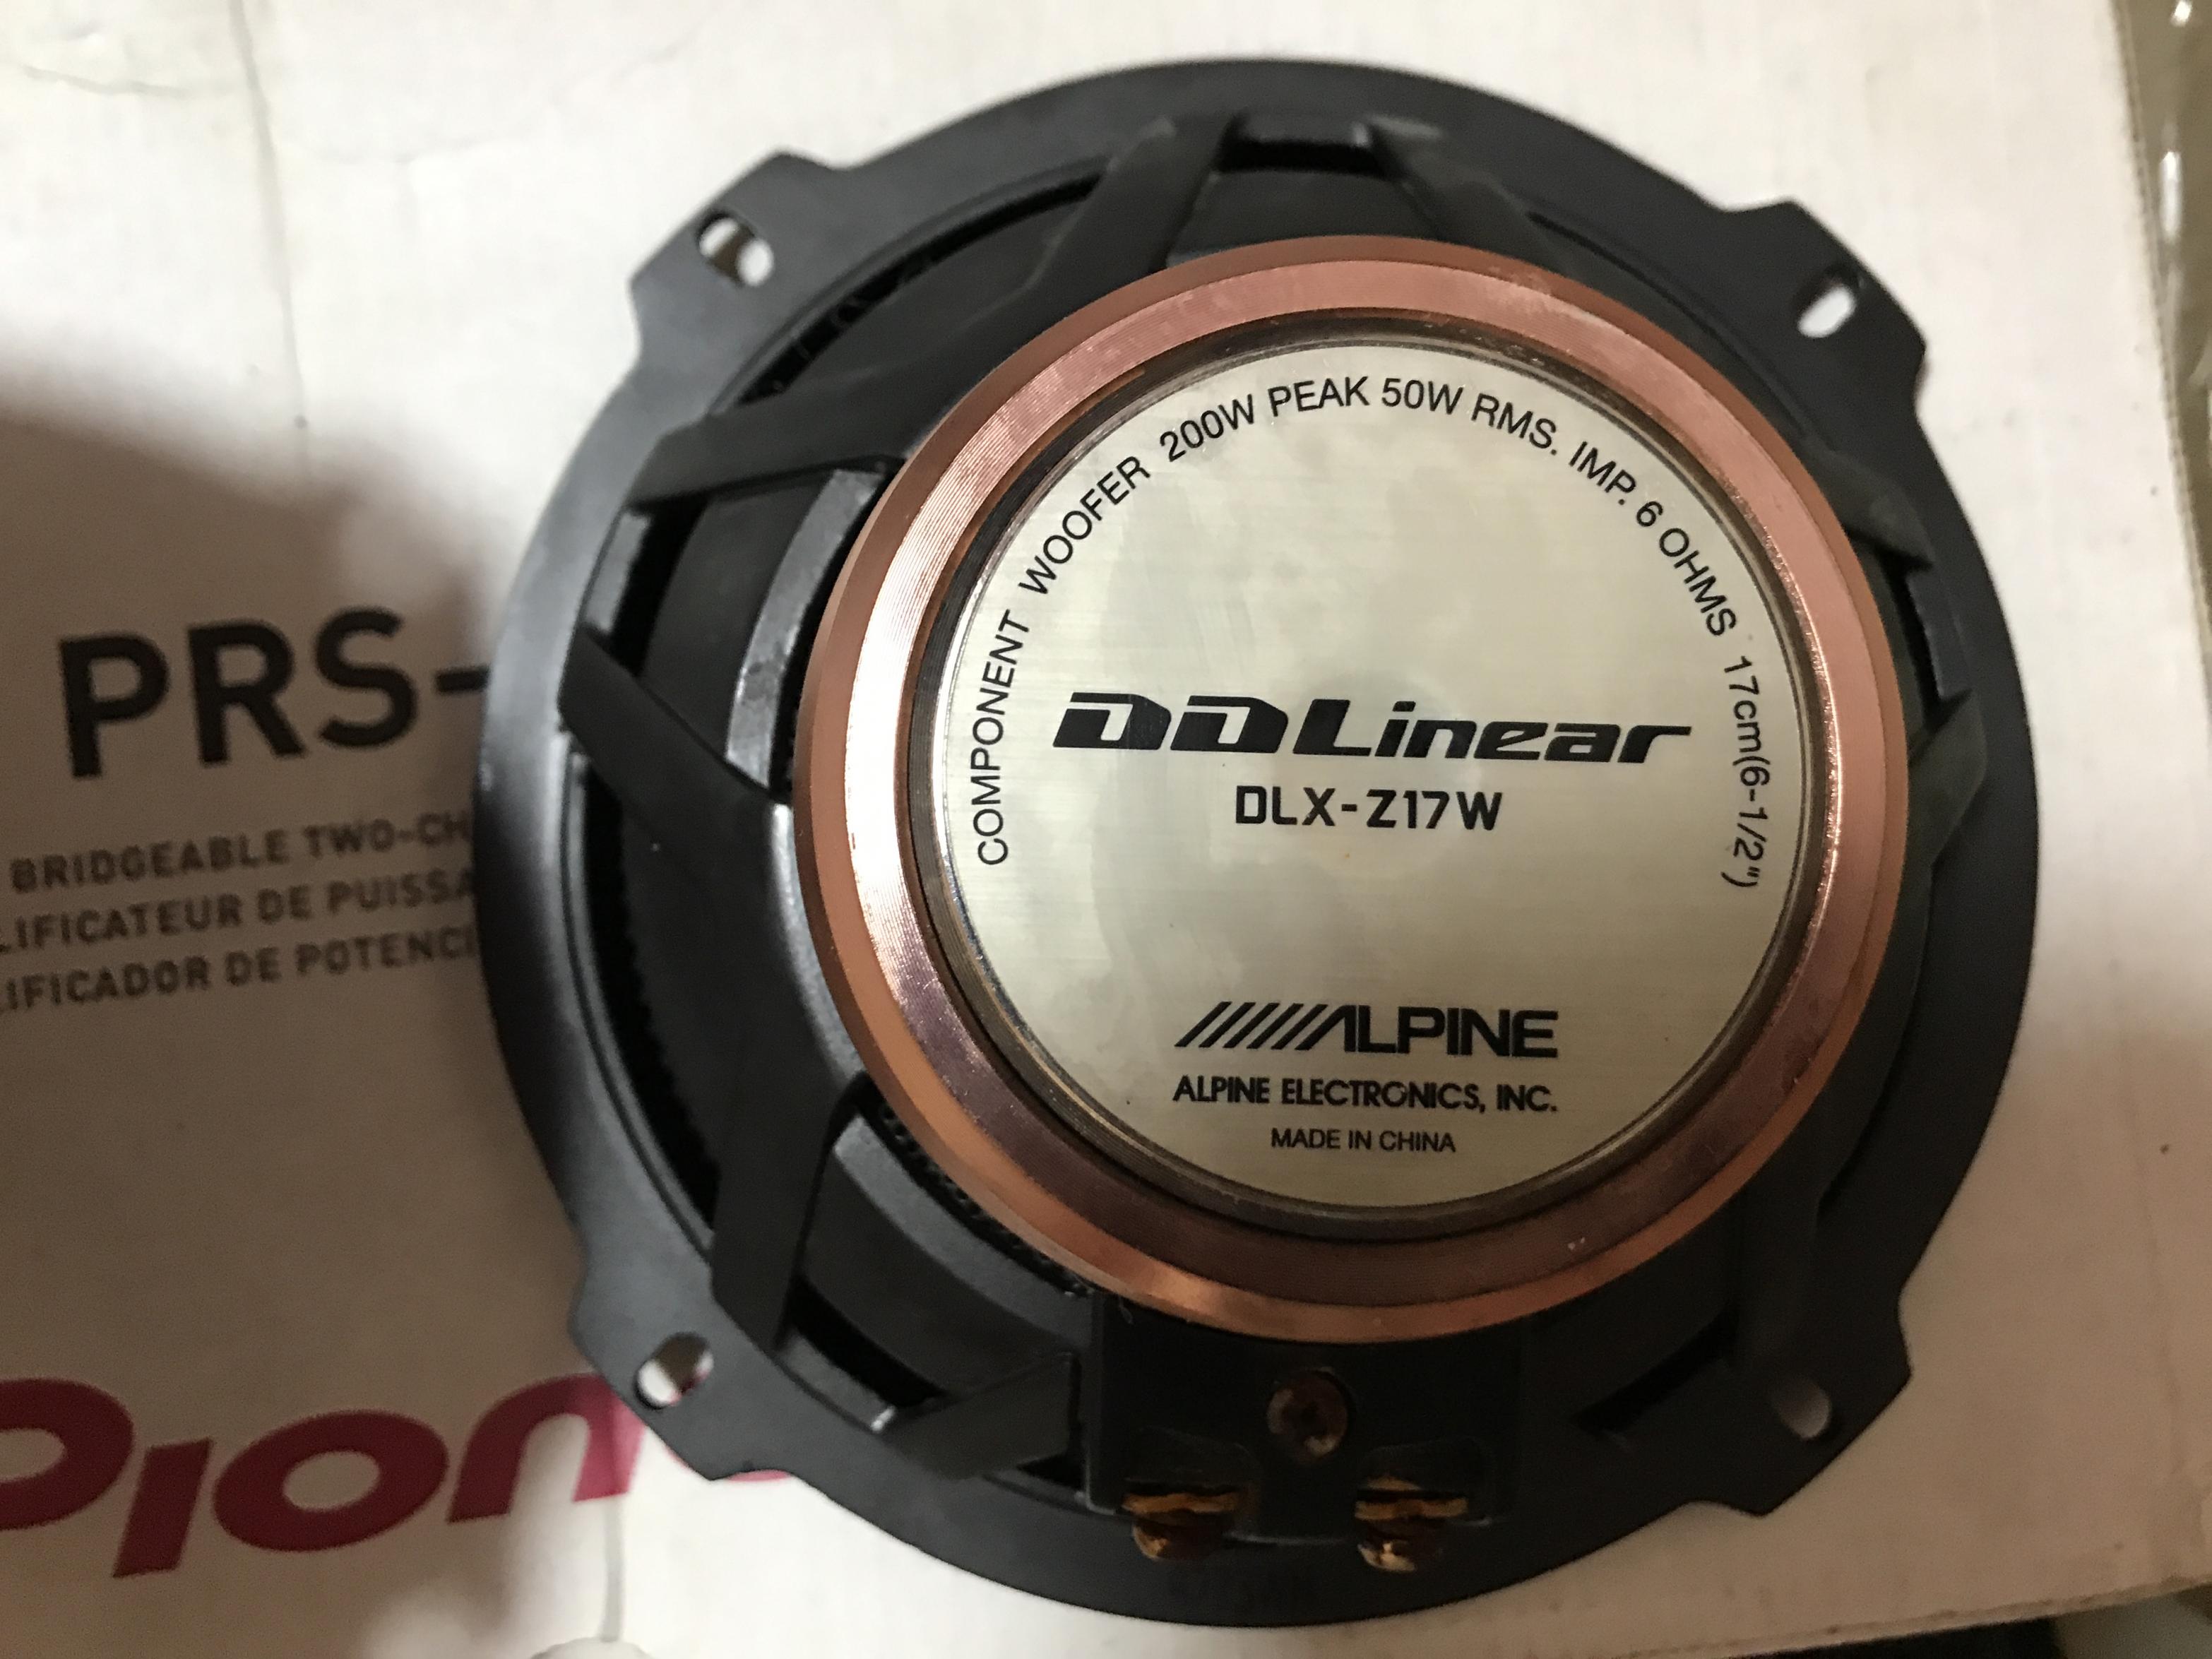 COMPONENT WOOFER 200W PEAK 50W RMS. IMP. 6 OHMS 17cm(6-1/2")
DDLinear
DLX-Z17W
ALPINE
ALPINE ELECTRONICS, INC.
MADE IN CHINA
PRS-
BRIDGEABLE TWO-CH
LIFICATEUR DE PUISSA
LIFICADOR DE POTENCI
Pion